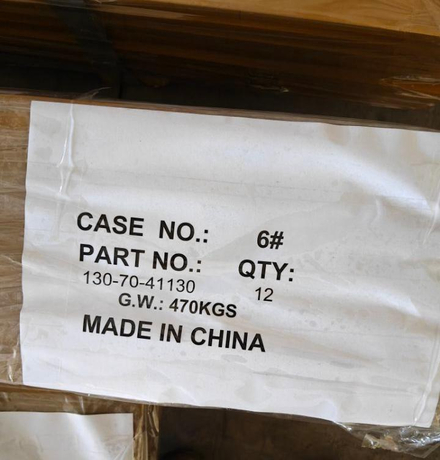 CASE NO.: 6#
PART NO.: QTY:
130-70-41130 12
G.W.: 470KGS
MADE IN CHINA